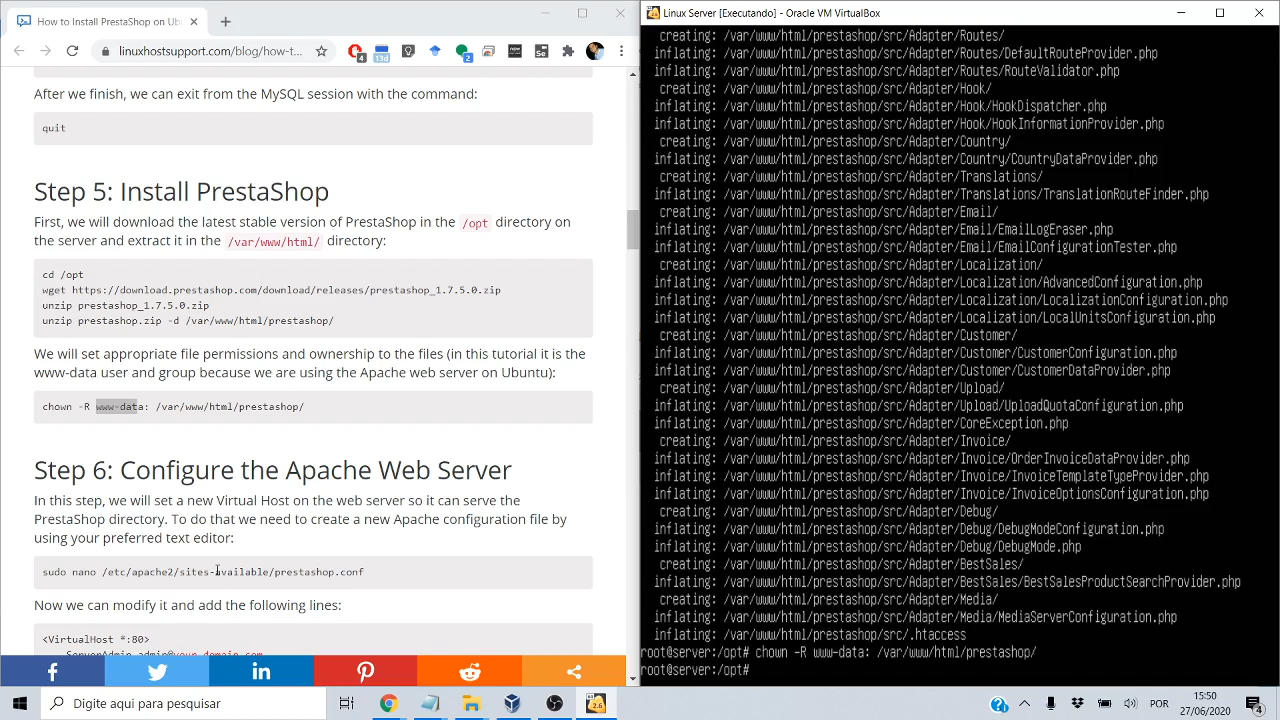 How to Install PrestaShop on Ub
linuxhostsupport.com/blog/how-t...
4
13d
2
new
Se
After we finish, we can exit from the MySQL session with the command:
quit
Step 5: Install PrestaShop
First, we will download the latest stable version of PrestaShop in the /opt directory on
the server and extract it in the /var/www/html/ directory:
cd /opt
wget https://download.prestashop.com/download/releases/prestashop_1.7.5.0.zip
unzip prestashop_1.7.5.0.zip
unzip prestashop.zip -d /var/www/html/prestashop/
We will set appropriate file permissions and ownership to the files (in this tutorial it is the
www-data user and group because we are using the Apache web server on Ubuntu):
chown -R www-data: /var/www/html/prestashop/
Step 6: Configure the Apache Web Server
In this step, we will set a new Virtual Host on the web server so it can serve the
PrestaShop directory. To do that we need to create a new Apache configuration file by
using your preferred text editor:
sudo nano /etc/apache2/sites-available/prestashop.conf
Now we can modify it and add the following lines:
<VirtualHost *:80>
ServerAdmin admin@your_domain.com
Linux Server [Executando] - Oracle VM VirtualBox
creating: /var/www/html/prestashop/src/Adapter/Routes/
inflating: /var/www/html/prestashop/src/Adapter/Routes/DefaultRouteProvider.php
inflating: /var/www/html/prestashop/src/Adapter/Routes/RouteValidator.php
creating: /var/www/html/prestashop/src/Adapter/Hook/
inflating: /var/www/html/prestashop/src/Adapter/Hook/HookDispatcher.php
inflating: /var/www/html/prestashop/src/Adapter/Hook/HookInformationProvider.php
creating: /var/www/html/prestashop/src/Adapter/Country/
inflating: /var/www/html/prestashop/src/Adapter/Country/CountryDataProvider.php
creating: /var/www/html/prestashop/src/Adapter/Translations/
inflating: /var/www/html/prestashop/src/Adapter/Translations/TranslationRouteFinder.php
creating: /var/www/html/prestashop/src/Adapter/Email/
inflating: /var/www/html/prestashop/src/Adapter/Email/EmailLogEraser.php
inflating: /var/www/html/prestashop/src/Adapter/Email/EmailConfigurationTester.php
creating: /var/www/html/prestashop/src/Adapter/Localization/
inflating: /var/www/html/prestashop/src/Adapter/Localization/AdvancedConfiguration.php
inflating: /var/www/html/prestashop/src/Adapter/Localization/LocalizationConfiguration.php
inflating: /var/www/html/prestashop/src/Adapter/Localization/LocalUnitsConfiguration.php
creating: /var/www/html/prestashop/src/Adapter/Customer/
inflating: /var/www/html/prestashop/src/Adapter/Customer/CustomerConfiguration.php
inflating: /var/www/html/prestashop/src/Adapter/Customer/CustomerDataProvider.php
creating: /var/www/html/prestashop/src/Adapter/Upload/
inflating: /var/www/html/prestashop/src/Adapter/Upload/UploadQuotaConfiguration.php
inflating: /var/www/html/prestashop/src/Adapter/CoreException.php
creating: /var/www/html/prestashop/src/Adapter/Invoice/
inflating: /var/www/html/prestashop/src/Adapter/Invoice/OrderInvoiceDataProvider.php
inflating: /var/www/html/prestashop/src/Adapter/Invoice/InvoiceTemplateTypeProvider.php
inflating: /var/www/html/prestashop/src/Adapter/Invoice/InvoiceOptionsConfiguration.php
creating: /var/www/html/prestashop/src/Adapter/Debug/
inflating: /var/www/html/prestashop/src/Adapter/Debug/DebugModeConfiguration.php
inflating: /var/www/html/prestashop/src/Adapter/Debug/DebugMode.php
creating: /var/www/html/prestashop/src/Adapter/BestSales/
inflating: /var/www/html/prestashop/src/Adapter/BestSales/BestSalesProductSearchProvider.php
creating: /var/www/html/prestashop/src/Adapter/Media/
inflating: /var/www/html/prestashop/src/Adapter/Media/MediaServerConfiguration.php
inflating: /var/www/html/prestashop/src/.htaccess
root@server:/opt# chown -R www-data: /var/www/html/prestashop/
root@server:/opt#
Digite aqui para pesquisar
2.6
POR
15:50
27/06/2020
4